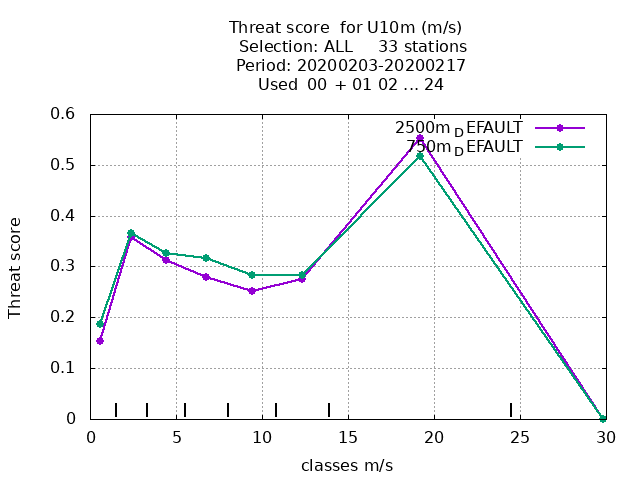 Threat score  for U10m (m/s)
Selection: ALL     33 stations
Period: 20200203-20200217
Used  00  + 01 02 ... 24
2500m_DEFAULT
750m_DEFAULT
0.6
0.5
0.4
0.3
0.2
0.1
0
Threat score
0 5 10 15 20 25 30
classes m/s